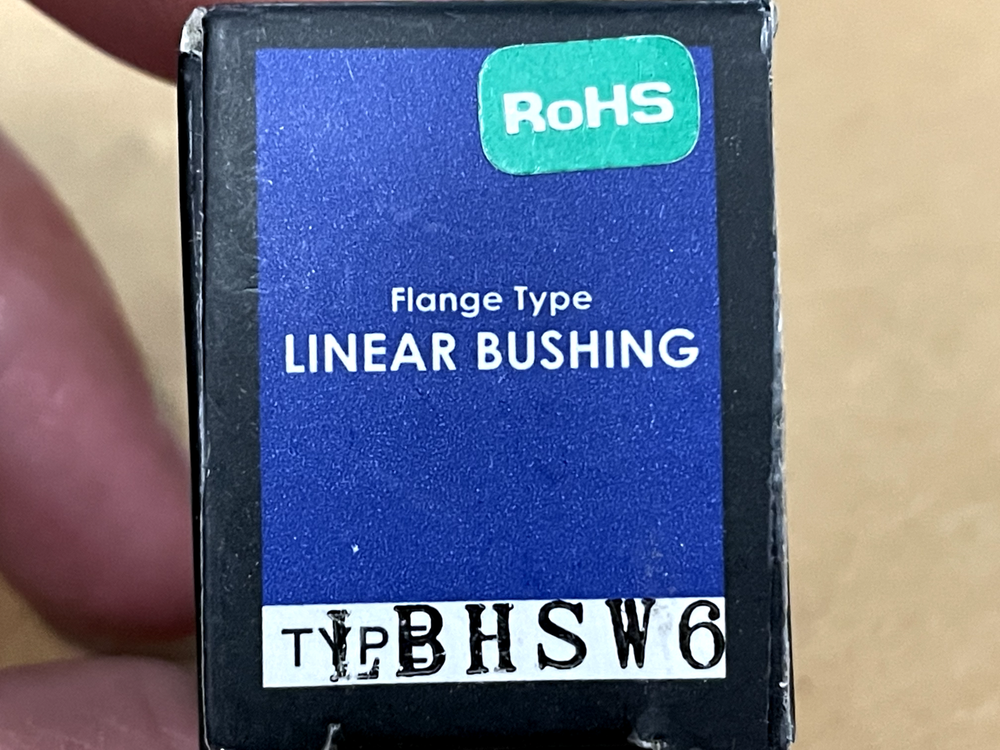 RoHS
Flange Type
LINEAR BUSHING
TYPE LBHSW6